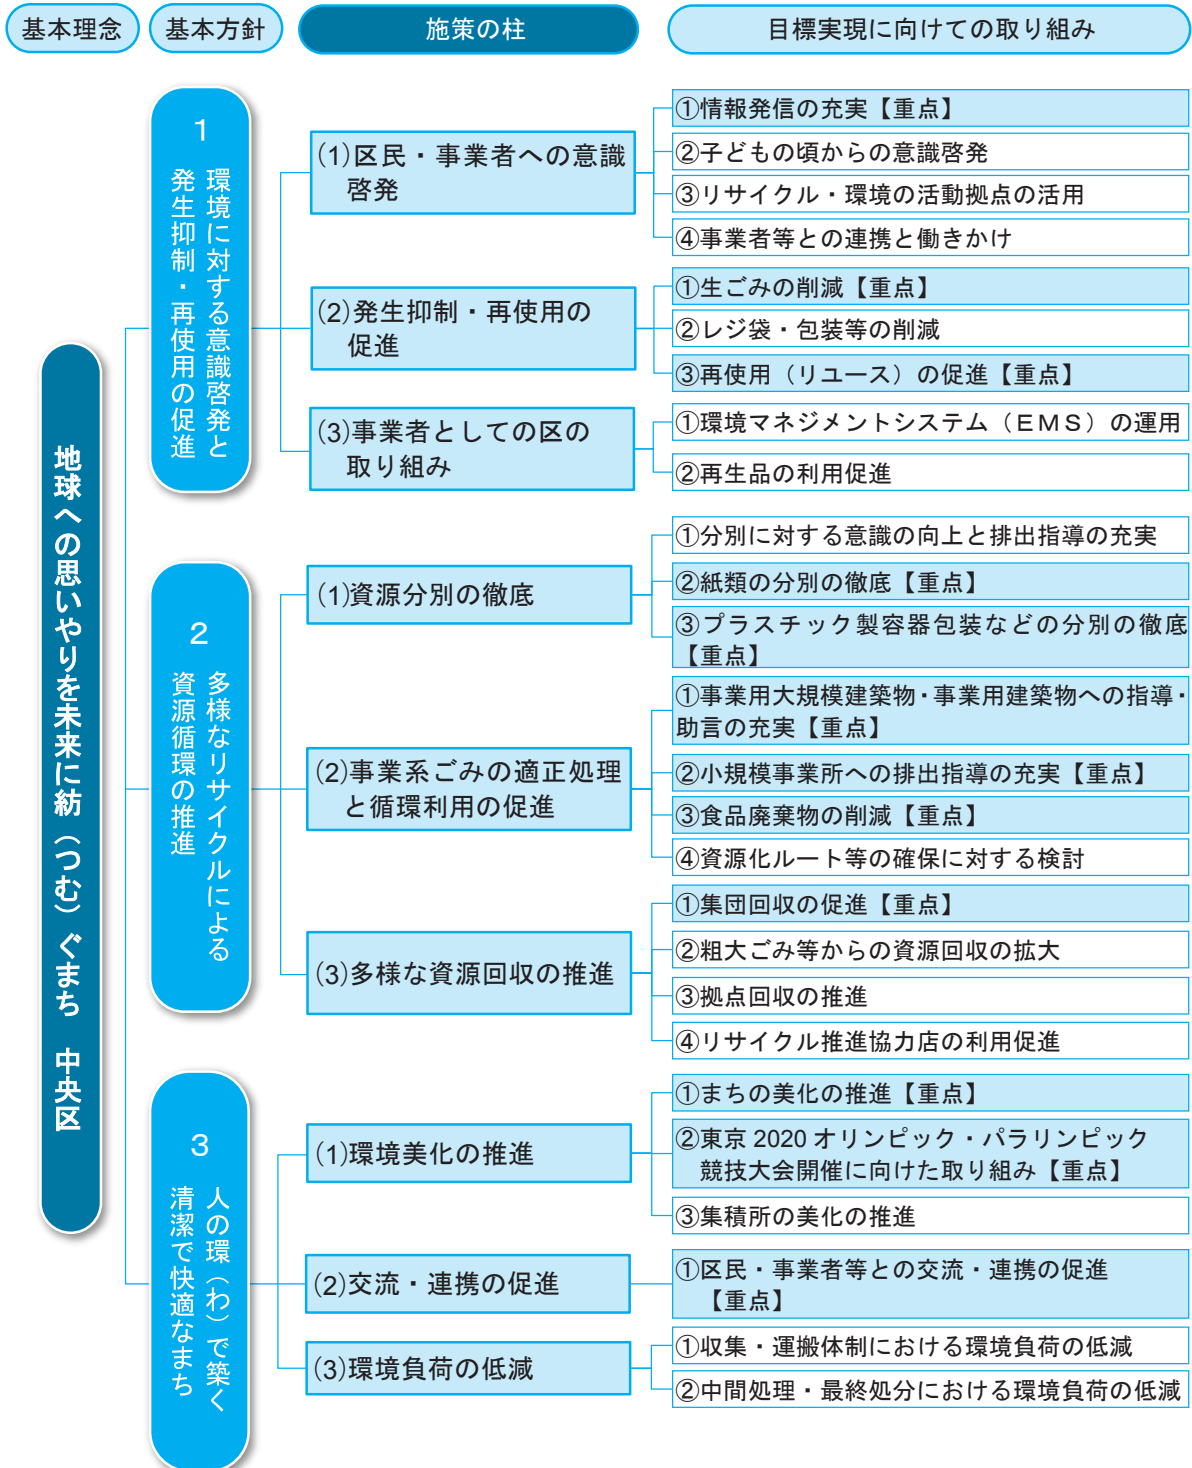 基本理念
基本方針
施策の柱
目標実現に向けての取り組み
地球への思いやりを未来に紡（つむ）ぐまち　中央区
1
環境に対する意識啓発と
発生抑制・再使用の促進
(1)区民・事業者への意識
啓発
①情報発信の充実【重点】
②子どもの頃からの意識啓発
③リサイクル・環境の活動拠点の活用
④事業者等との連携と働きかけ
(2)発生抑制・再使用の
促進
①生ごみの削減【重点】
②レジ袋・包装等の削減
③再使用（リユース）の促進【重点】
(3)事業者としての区の
取り組み
①環境マネジメントシステム（ＥＭＳ）の運用
②再生品の利用促進
2
多様なリサイクルによる
資源循環の推進
(1)資源分別の徹底
①分別に対する意識の向上と排出指導の充実
②紙類の分別の徹底【重点】
③プラスチック製容器包装などの分別の徹底
【重点】
(2)事業系ごみの適正処理
と循環利用の促進
①事業用大規模建築物・事業用建築物への指導・
助言の充実【重点】
②小規模事業所への排出指導の充実【重点】
③食品廃棄物の削減【重点】
④資源化ルート等の確保に対する検討
(3)多様な資源回収の推進
①集団回収の促進【重点】
②粗大ごみ等からの資源回収の拡大
③拠点回収の推進
④リサイクル推進協力店の利用促進
3
人の環（わ）で築く
清潔で快適なまち
(1)環境美化の推進
①まちの美化の推進【重点】
②東京 2020 オリンピック・パラリンピック
競技大会開催に向けた取り組み【重点】
③集積所の美化の推進
(2)交流・連携の促進
①区民・事業者等との交流・連携の促進
【重点】
(3)環境負荷の低減
①収集・運搬体制における環境負荷の低減
②中間処理・最終処分における環境負荷の低減